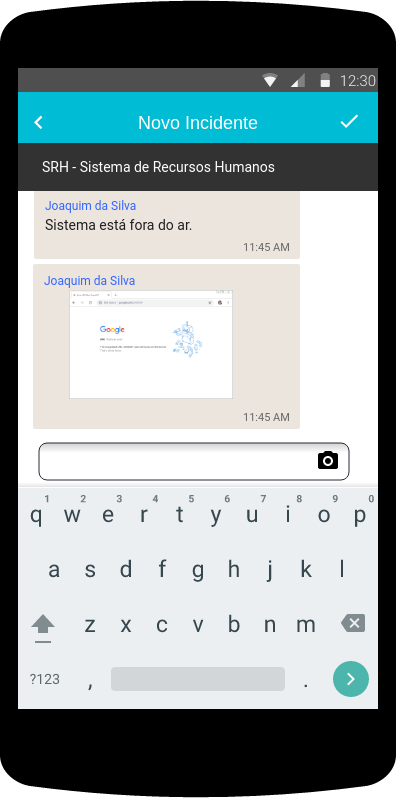 12:30
Novo Incidente
SRH - Sistema de Recursos Humanos
Joaquim da Silva
Sistema está fora do ar.
11:45 AM
Joaquim da Silva
Google
11:45 AM
1 2 3 4 5 6 7 8 9 0
q w e r t y u i o p
a s d f g h j k l
z x c v b n m
?123 , .